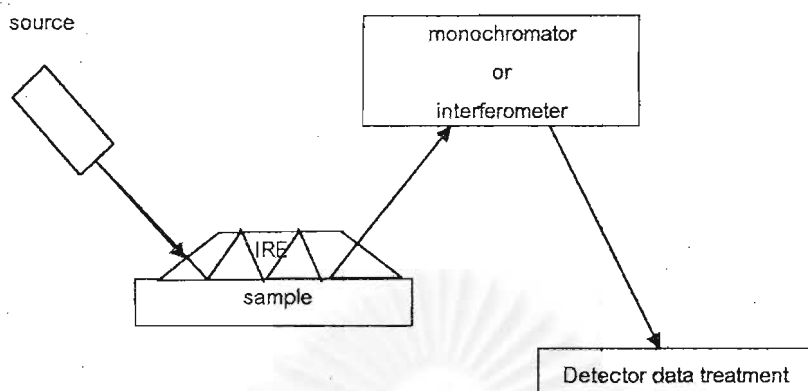 source
monochromator
or
interferometer
IRE
sample
Detector data treatment